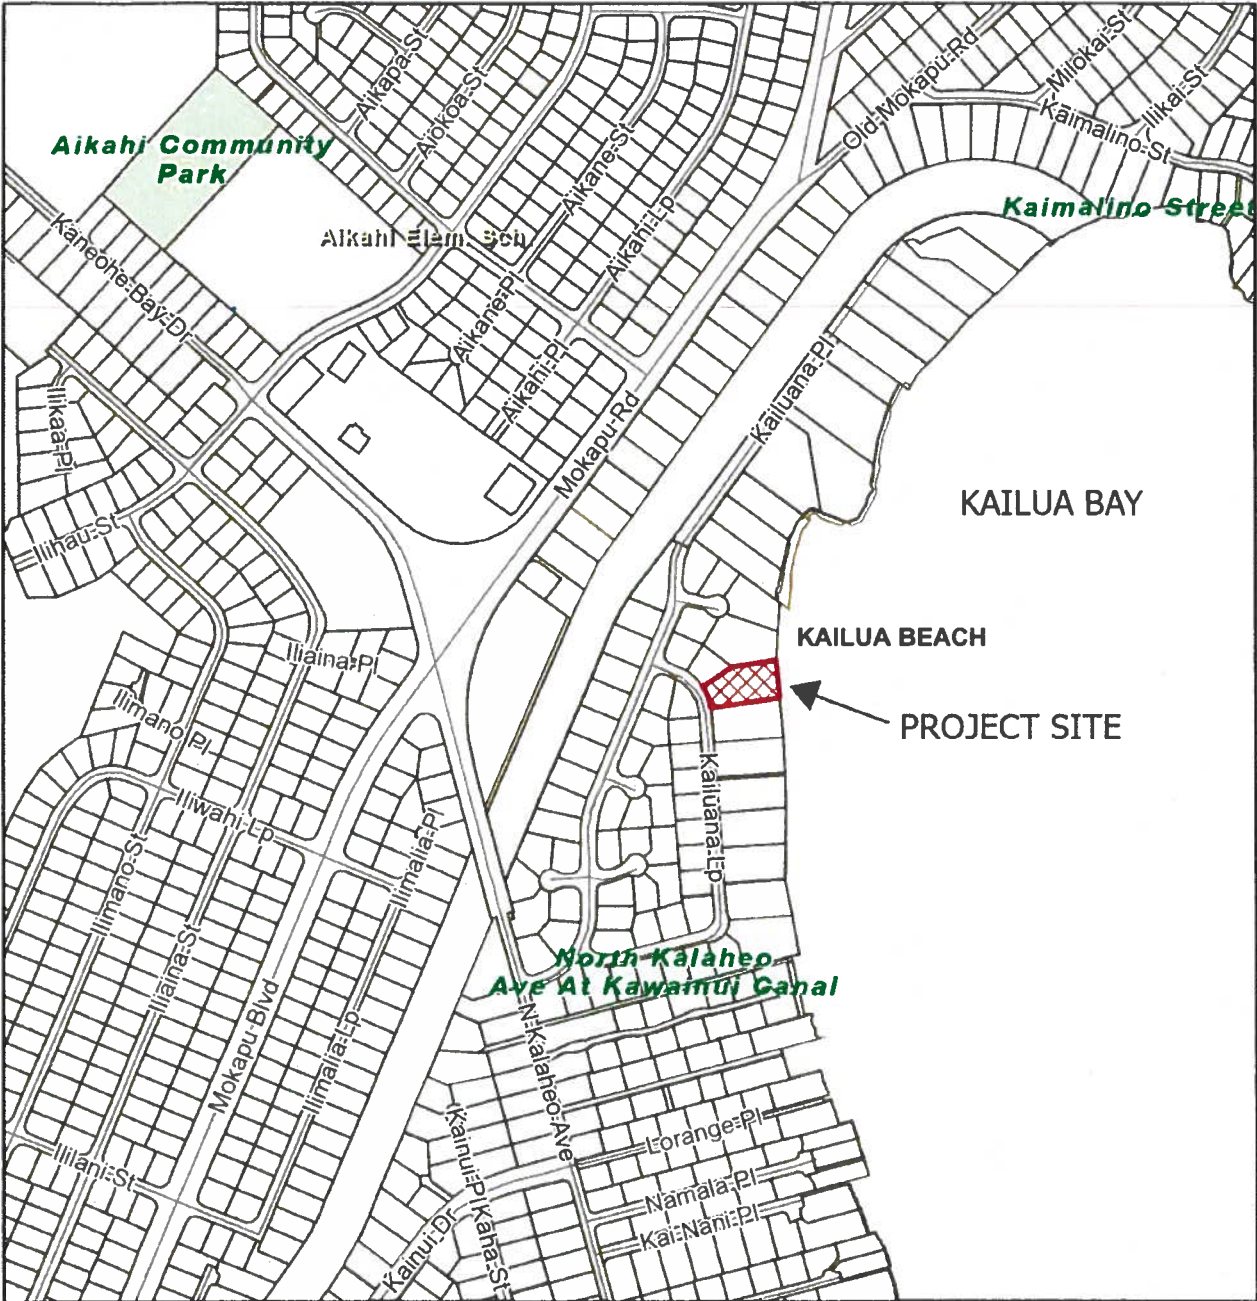 Aikapa St
Aiokoa St
Old Mokapu Rd
Milokai St
Ilikai St
Kaimalino St
Aikahi Community
Park
Aikane St
Aikahi Lp
Kaimalino Street
Kaneohe Bay Dr
Aikahi Elem. Sch.
Aikane Pl
Aikahi Pl
Kailuana Pl
Ilikaa Pl
Mokapu Rd
KAILUA BAY
Ilihau St
KAILUA BEACH
Iliaina Pl
Ilimano Pl
PROJECT SITE
Kailuana Lp
Iliwahi Lp
Ilimalia Pl
Ilimano St
Iliaina St
North Kalaheo
Ave At Kawainui Canal
Mokapu Blvd
Ilimalia Lp
N Kalaheo Ave
Lorange Pl
Kainui Pl
Ililani St
Namala Pl
Kai Nani Pl
Kainui Dr
Kaha St